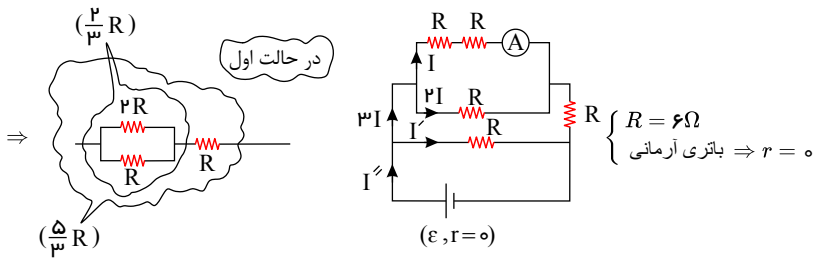 (۲/۳ R)
در حالت اول
⇒
۲R
R
R
(۵/۳ R)
R
R
A
I
۳I
۲I
R
R
I′
R
I″
(ε , r = ۰)
R = ۶Ω
باتری آرمانی ⇒ r = ۰